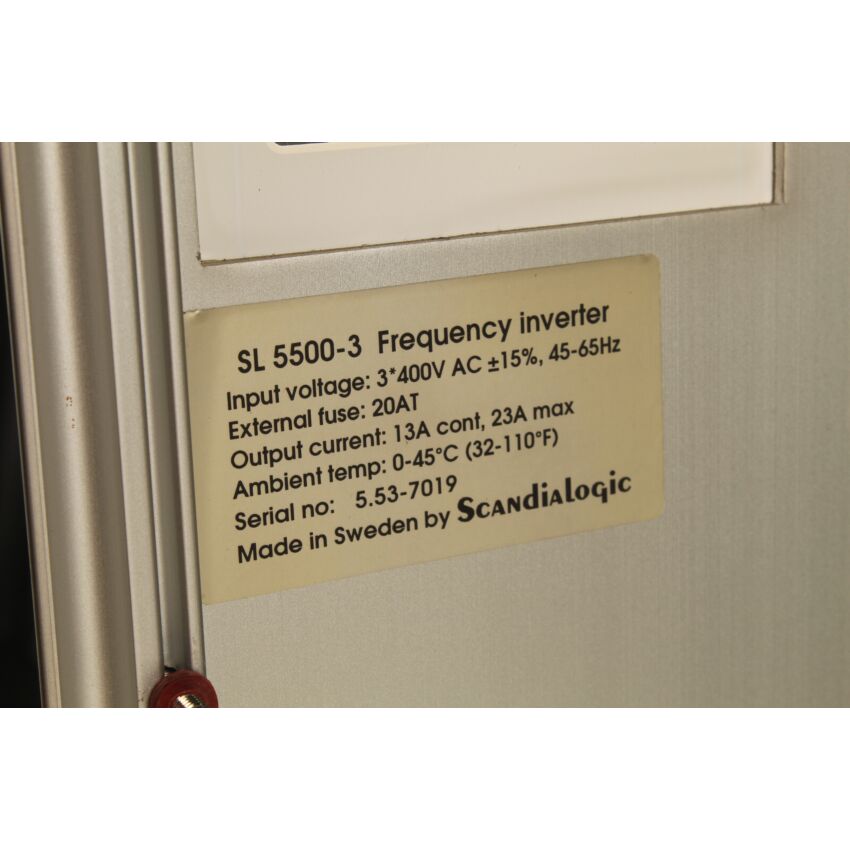 SL 5500-3 Frequency inverter
Input voltage: 3*400V AC ±15%, 45-65Hz
External fuse: 20AT
Output current: 13A cont, 23A max
Ambient temp: 0-45°C (32-110°F)
Serial no: 5.53-7019
Made in Sweden by SCANDIALOGIC